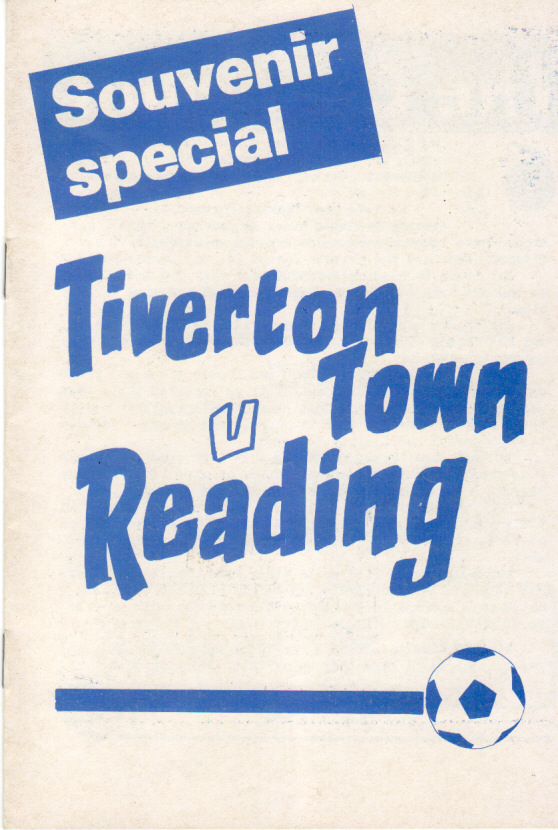 Souvenir
special
Tiverton
Town
v
Reading